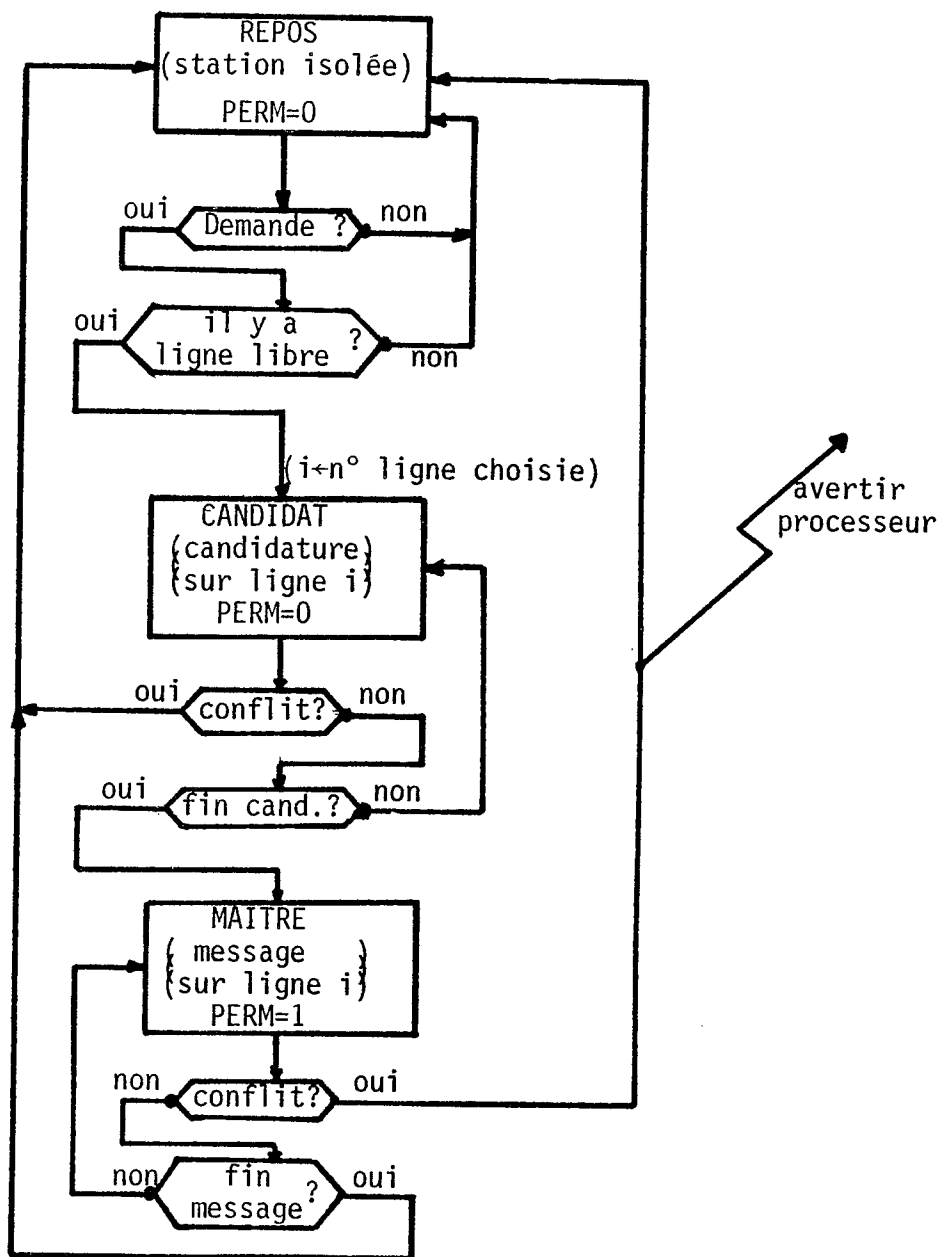 REPOS
(station isolée)
PERM=0
oui
Demande ?
non
oui
il y a
ligne libre ?
non
(i←n° ligne choisie)
CANDIDAT
(candidature)
(sur ligne i)
PERM=0
avertir
processeur
oui
conflit?
non
oui
fin cand.?
non
MAITRE
( message )
(sur ligne i)
PERM=1
non
conflit?
oui
non
fin
message ?
oui